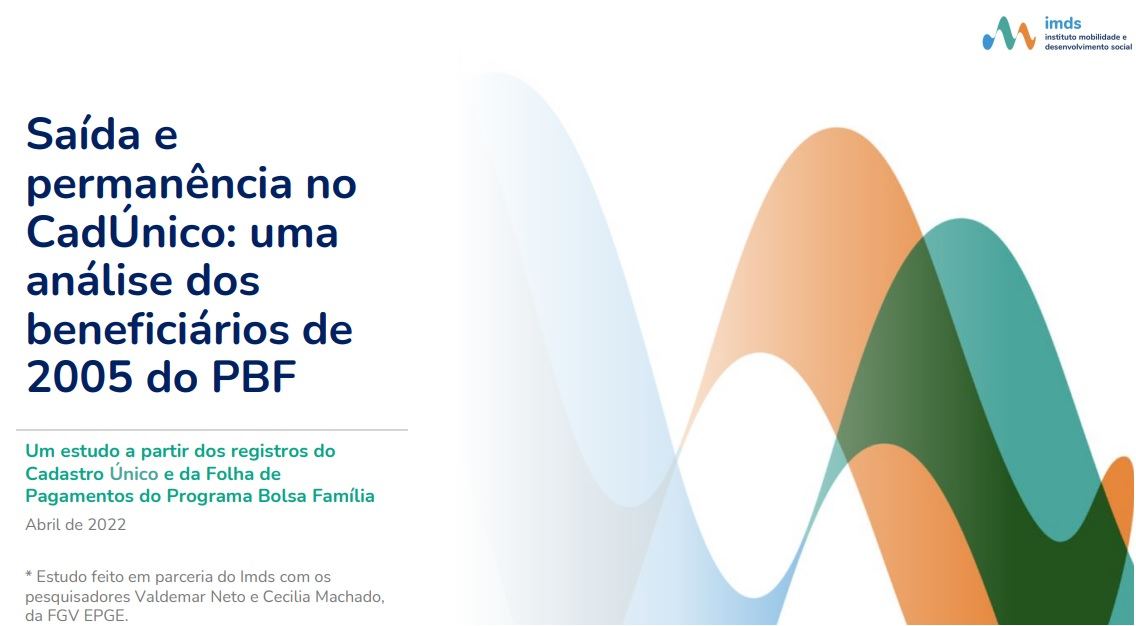 imds
instituto mobilidade e
desenvolvimento social
Saída e
permanência no
CadÚnico: uma
análise dos
beneficiários de
2005 do PBF
Um estudo a partir dos registros do
Cadastro Único e da Folha de
Pagamentos do Programa Bolsa Família
Abril de 2022
* Estudo feito em parceria do Imds com os
pesquisadores Valdemar Neto e Cecilia Machado,
da FGV EPGE.